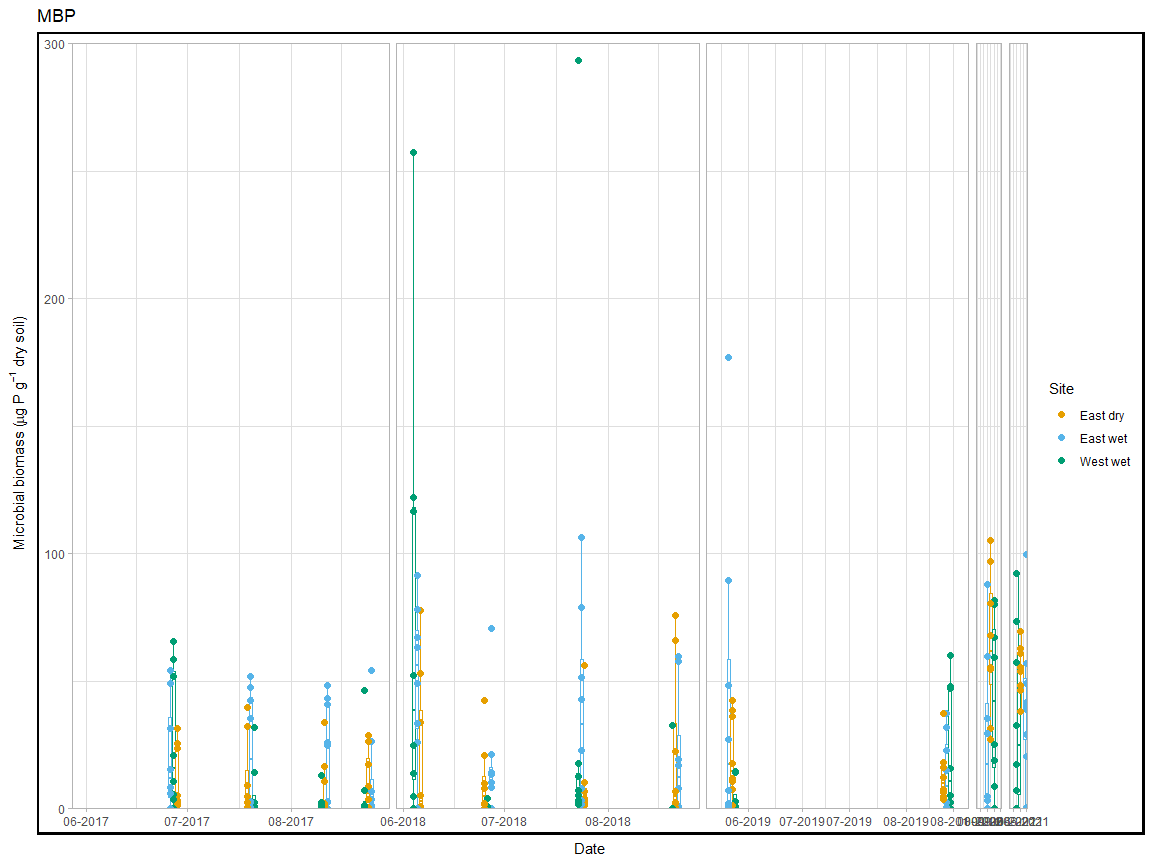 MBP
300
200
100
0
Microbial biomass (μg P g⁻¹ dry soil)
06-2017 07-2017 08-2017 06-2018 07-2018 08-2018 06-2019 07-2019 07-2019 08-2019
Date
Site
East dry
East wet
West wet